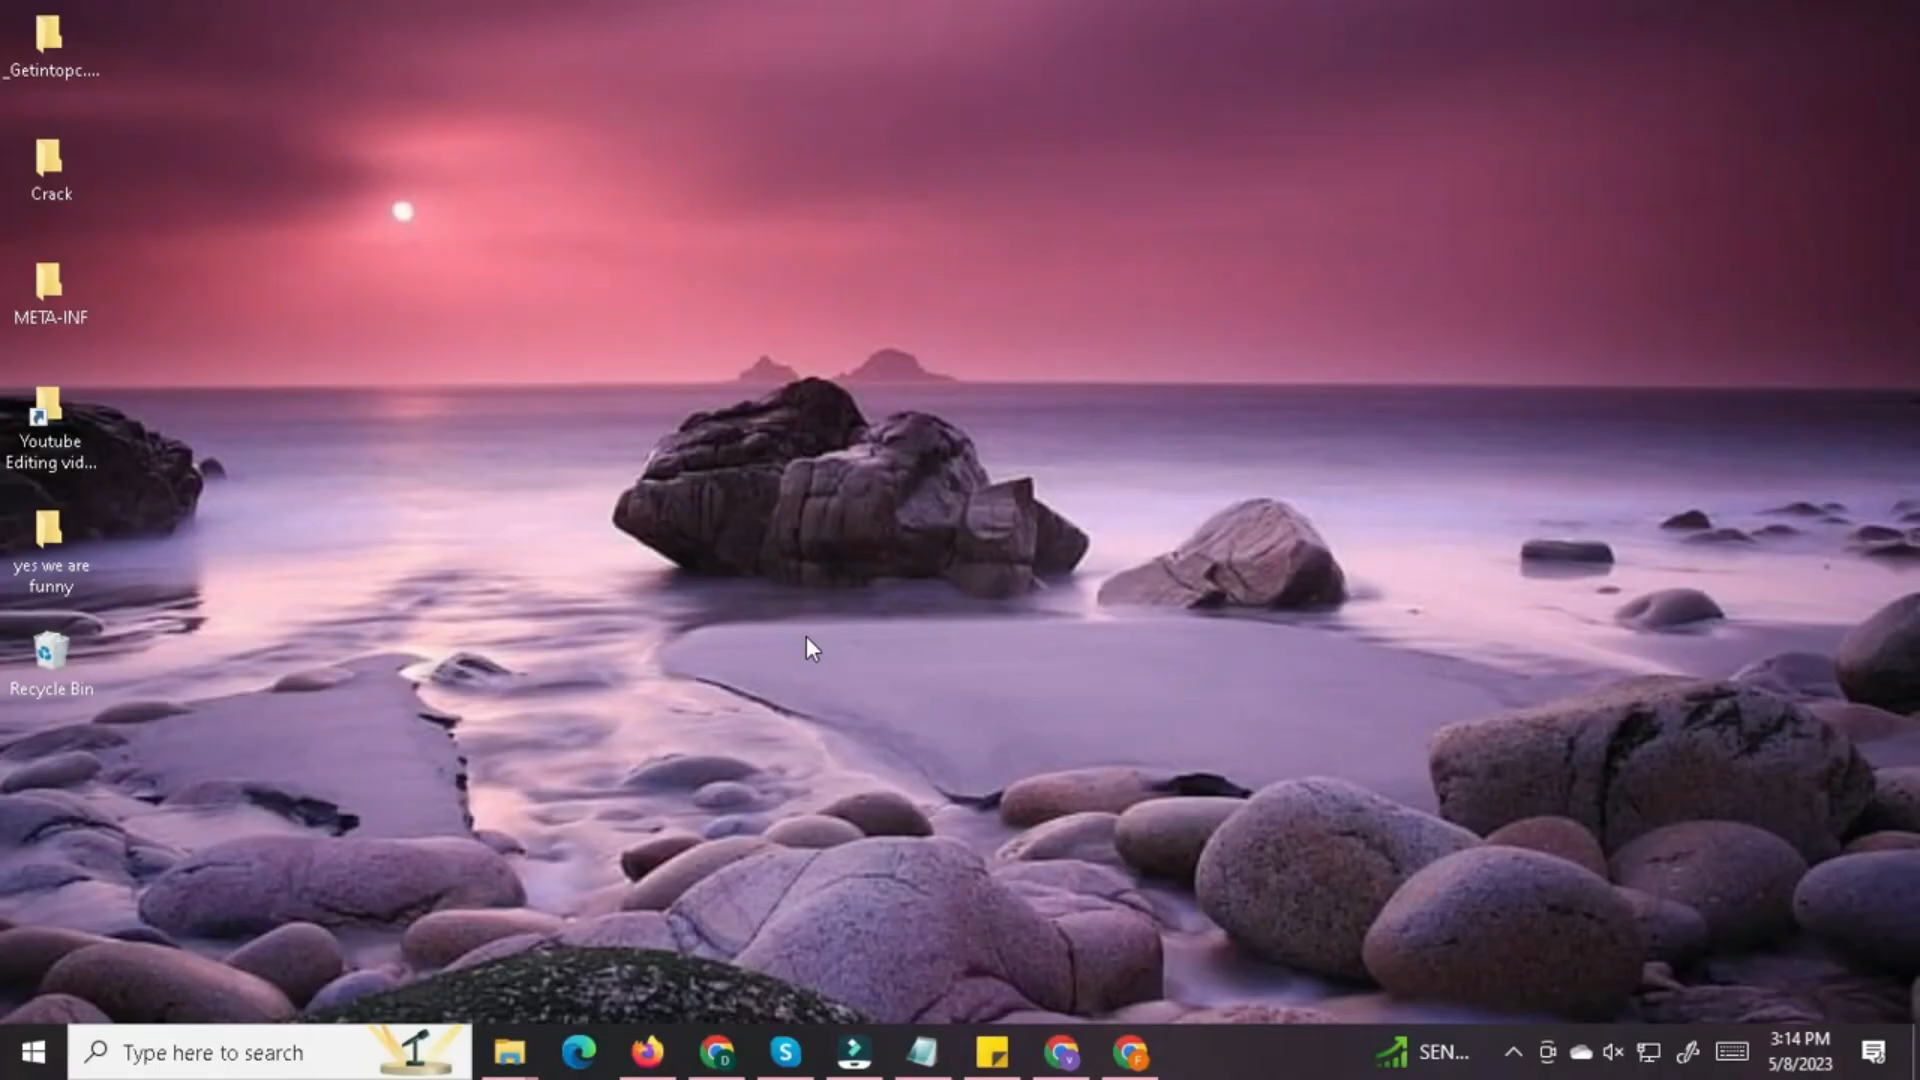 _Getintopc....
Crack
META-INF
Youtube
Editing vid...
yes we are
funny
Recycle Bin
Type here to search
D
S
V
F
SEN...
3:14 PM
5/8/2023